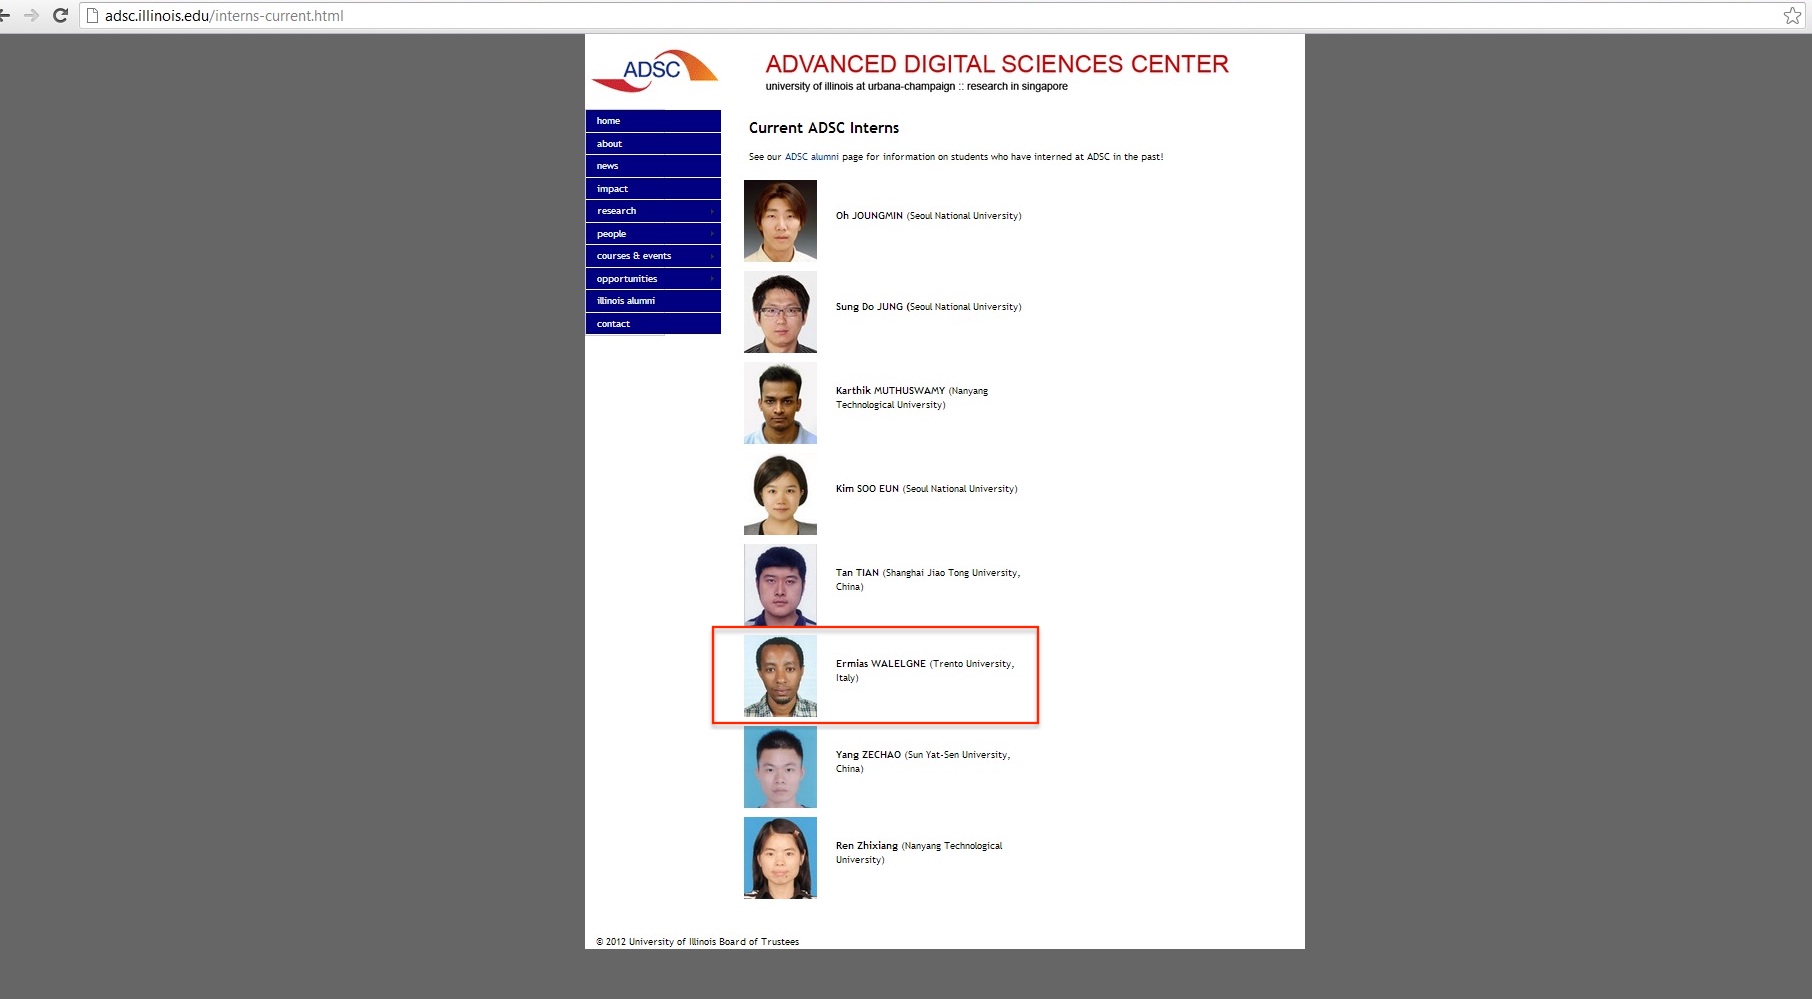 adsc.illinois.edu/interns-current.html
ADSC
ADVANCED DIGITAL SCIENCES CENTER
university of illinois at urbana-champaign :: research in singapore
home
about
news
impact
research
people
courses & events
opportunities
illinois alumni
contact
Current ADSC Interns
See our ADSC alumni page for information on students who have interned at ADSC in the past!
Oh JOUNGMIN (Seoul National University)
Sung Do JUNG (Seoul National University)
Karthik MUTHUSWAMY (Nanyang
Technological University)
Kim SOO EUN (Seoul National University)
Tan TIAN (Shanghai Jiao Tong University,
China)
Ermias WALELGNE (Trento University,
Italy)
Yang ZECHAO (Sun Yat-Sen University,
China)
Ren Zhixiang (Nanyang Technological
University)
© 2012 University of Illinois Board of Trustees